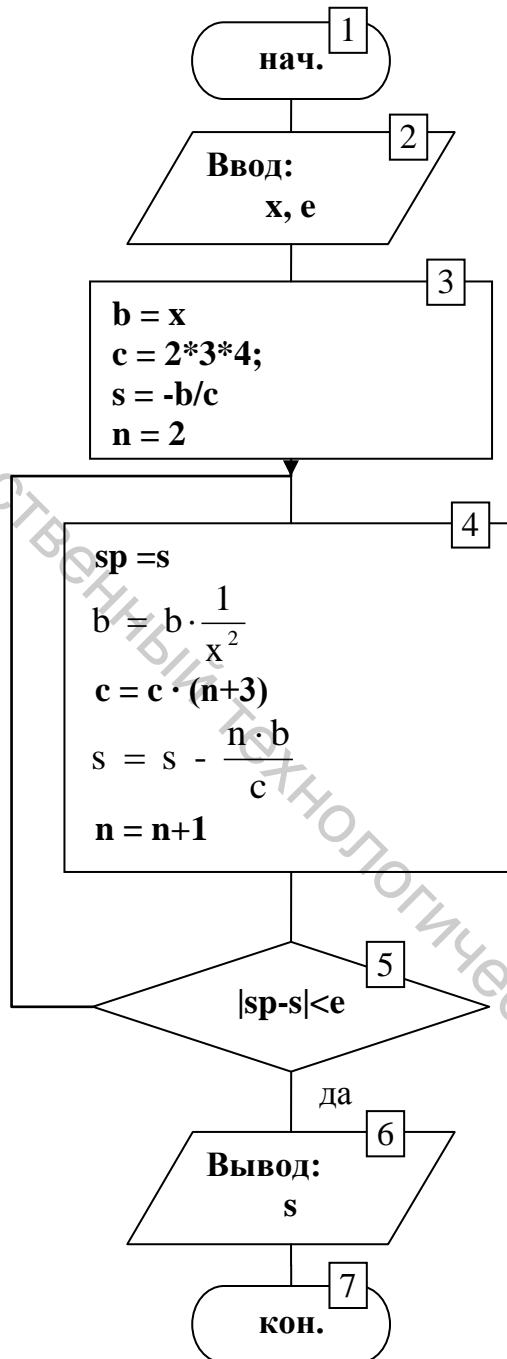 1
нач.
2
Ввод:
x, e
3
b = x
c = 2*3*4;
s = -b/c
n = 2
4
sp =s
b = b · 1/x²
c = c · (n+3)
s = s - n · b/c
n = n+1
5
|sp-s|<e
да
6
Вывод:
s
7
кон.